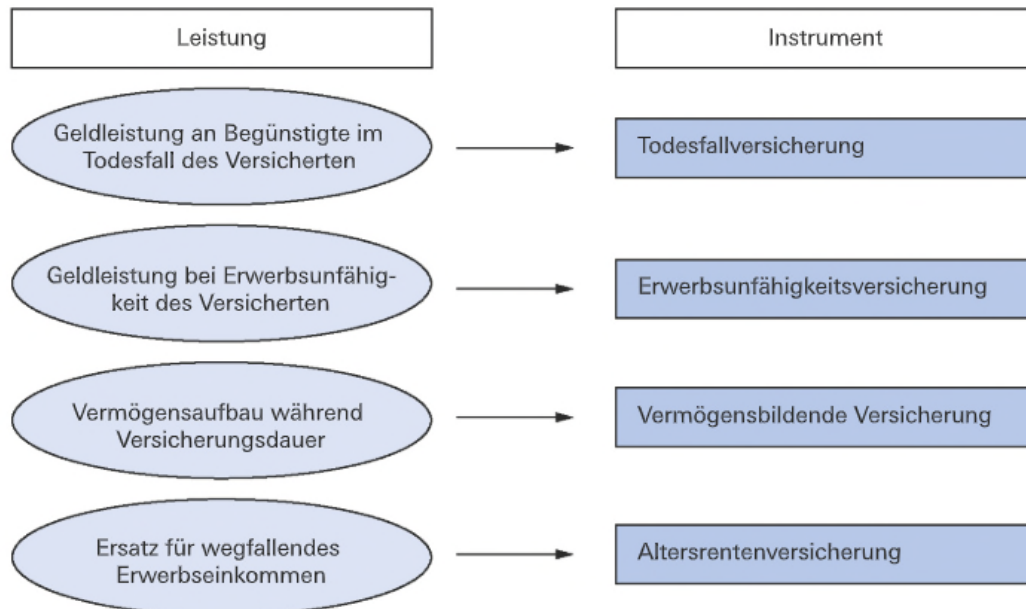 Leistung
Instrument
Geldleistung an Begünstigte im
Todesfall des Versicherten
Todesfallversicherung
Geldleistung bei Erwerbsunfähig-
keit des Versicherten
Erwerbsunfähigkeitsversicherung
Vermögensaufbau während
Versicherungsdauer
Vermögensbildende Versicherung
Ersatz für wegfallendes
Erwerbseinkommen
Altersrentenversicherung